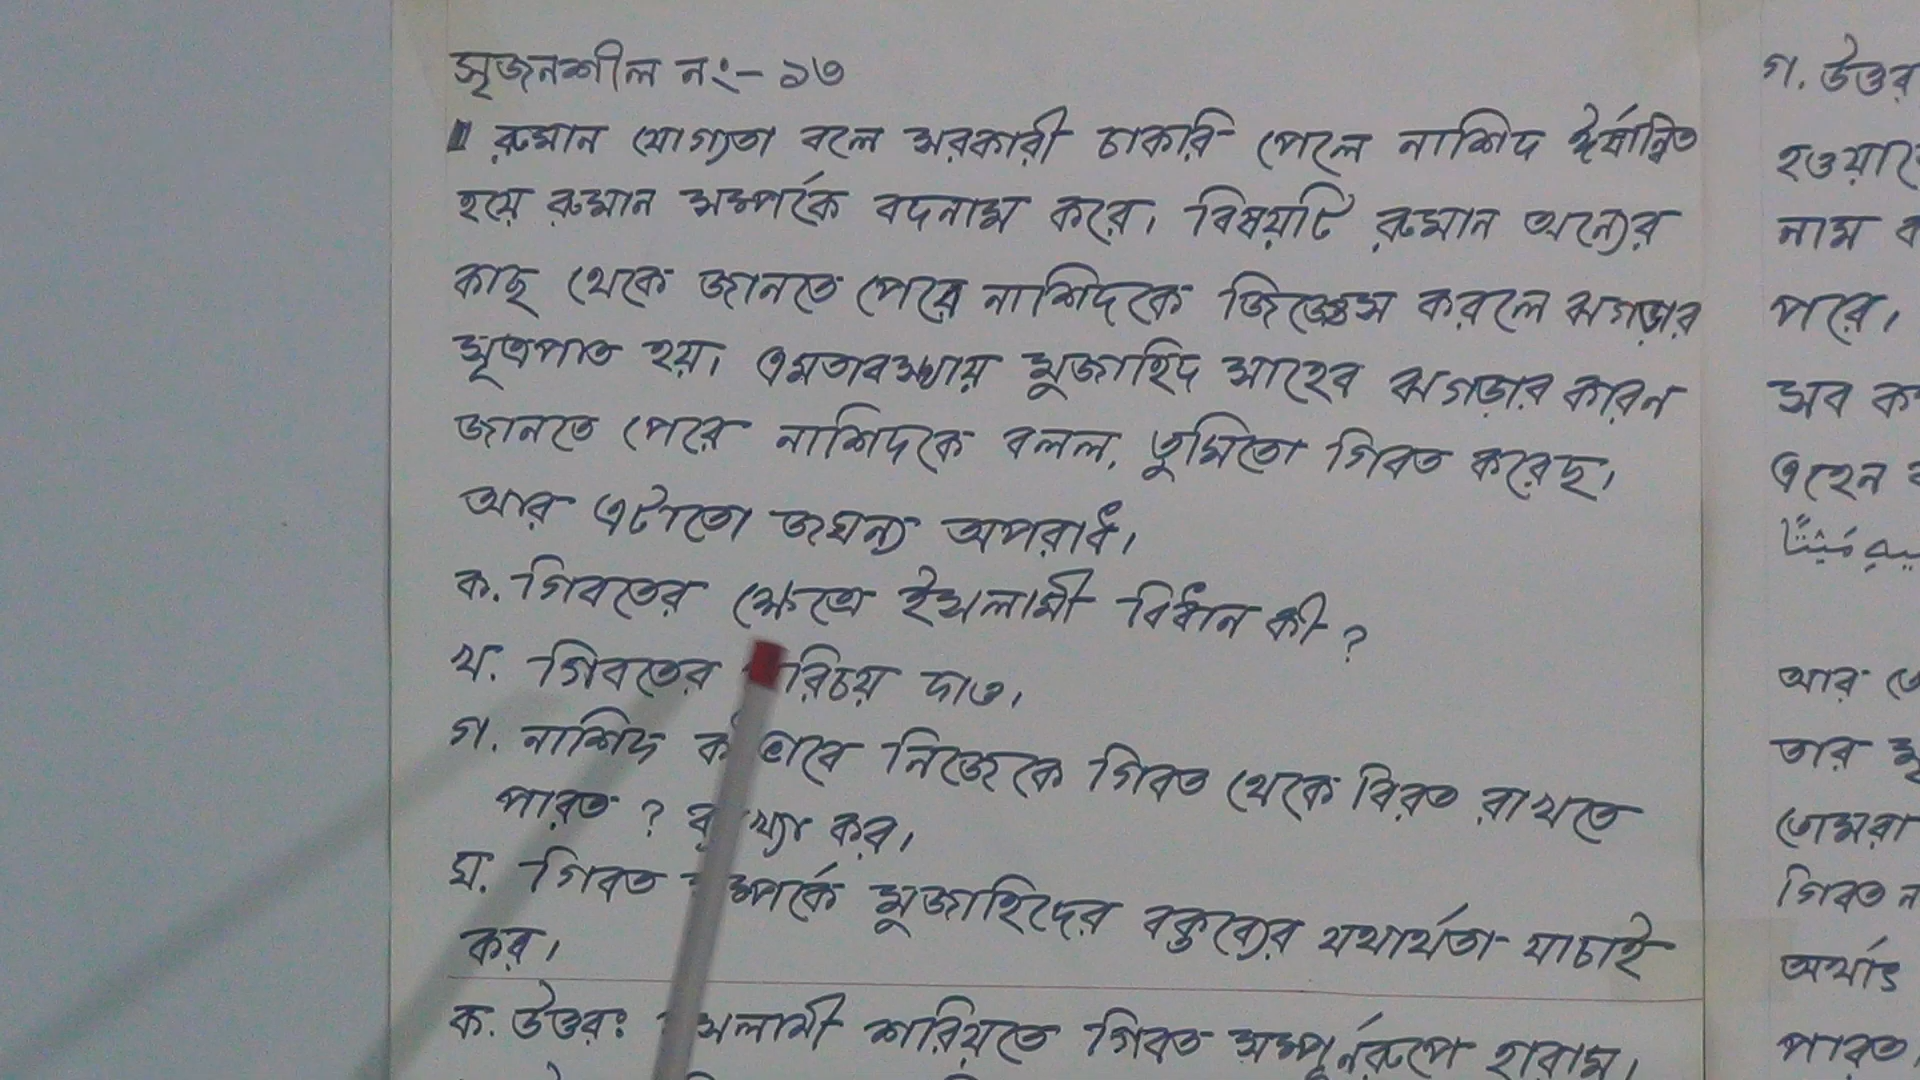 সৃজনশীল নং:- ১৩
রুমান যোগ্যতা বলে সরকারী চাকরি পেলে নাশিদ ঈর্ষান্বিত
হয়ে রুমান সম্পর্কে বদনাম করে। বিষয়টি রুমান অন্যের
কাছ থেকে জানতে পেরে নাশিদকে জিজ্ঞেস করলে ঝগড়ার
সূত্রপাত হয়। এমতাবস্থায় মুজাহিদ সাহেব ঝগড়ার কারন
জানতে পেরে নাশিদকে বলল, তুমিতো গিবত করেছ।
আর এটাতো জঘন্য অপরাধ।
ক. গিবতের ক্ষেত্রে ইসলামী বিধান কী?
খ. গিবতের রিচয় দাও।
গ. নাশিদ কীভাবে নিজেকে গিবত থেকে বিরত রাখতে
পারত? ব্যাখ্যা কর।
ঘ. গিবত সম্পর্কে মুজাহিদের বক্তব্যের যথার্থতা যাচাই
কর।
ক. উত্তর: ইসলামী শরিয়তে গিবত সম্পূর্নরুপে হারাম।
গ. উত্তর
হওয়াতে
নাম ব
পরে।
সব ক
এহেন
আর তে
তার মৃ
তোমরা
গিবত ন
অর্থাৎ
পারত